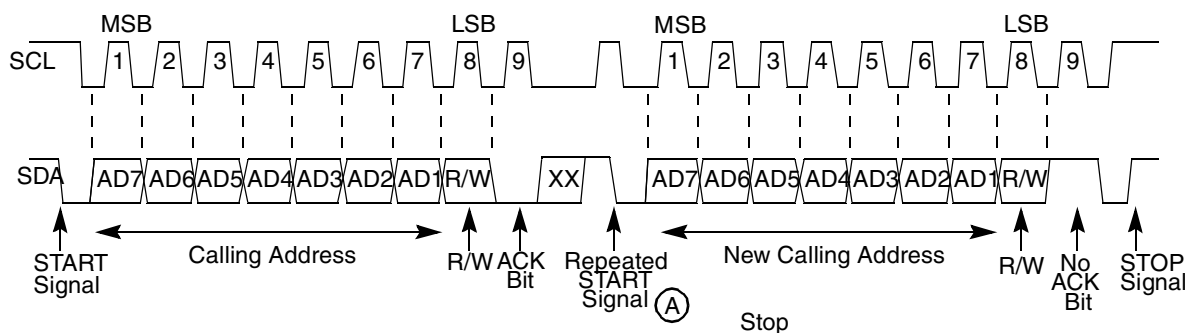 MSB LSB MSB LSB
SCL 1 2 3 4 5 6 7 8 9 1 2 3 4 5 6 7 8 9
SDA AD7 AD6 AD5 AD4 AD3 AD2 AD1 R/W XX AD7 AD6 AD5 AD4 AD3 AD2 AD1 R/W
START
Signal
Calling Address
R/W
ACK
Bit
Repeated
START
Signal
A
New Calling Address
R/W
No
ACK
Bit
STOP
Signal
Stop